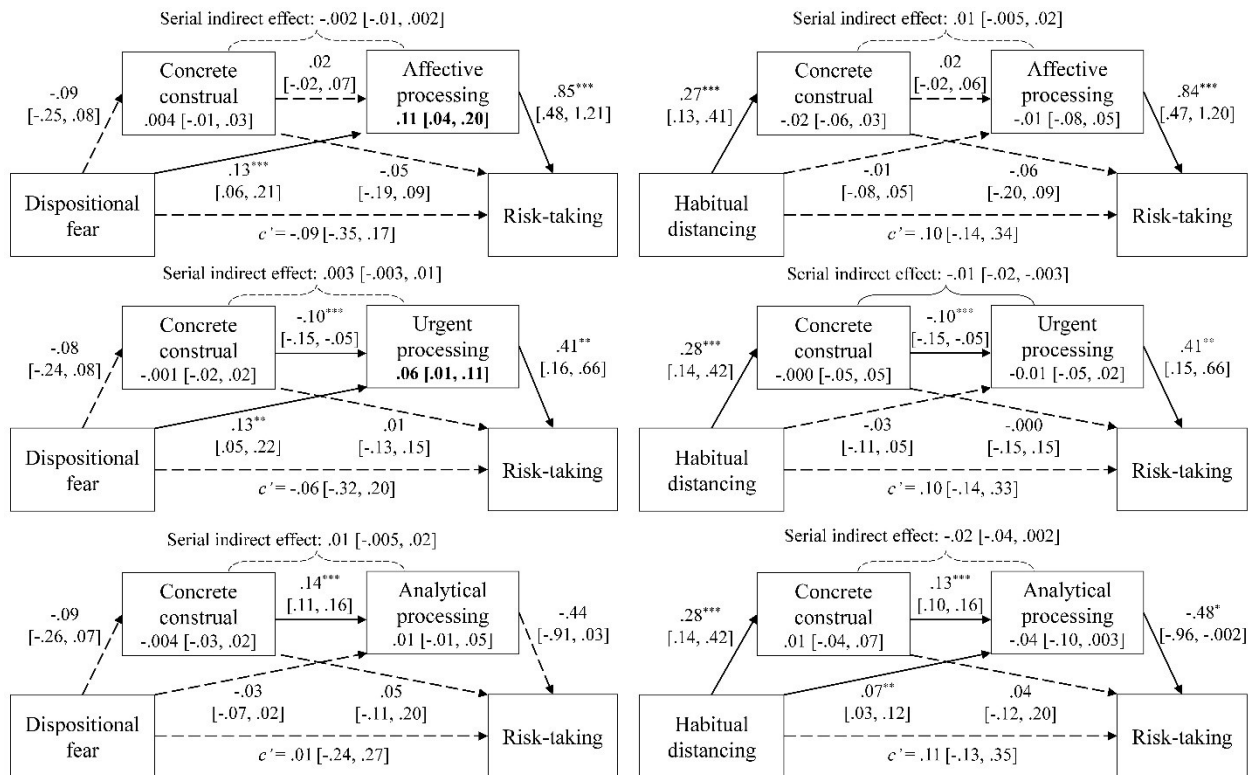 Serial indirect effect: -.002 [-.01, .002]
-.09
[-.25, .08]
Concrete
construal
.004 [-.01, .03]
.02
[-.02, .07]
Affective
processing
.11 [.04, .20]
.85***
[.48, 1.21]
.13***
[.06, .21]
-.05
[-.19, .09]
Dispositional
fear
Risk-taking
c' = -.09 [-.35, .17]
Serial indirect effect: .01 [-.005, .02]
.27***
[.13, .41]
Concrete
construal
-.02 [-.06, .03]
.02
[-.02, .06]
Affective
processing
-.01 [-.08, .05]
.84***
[.47, 1.20]
-.01
[-.08, .05]
-.06
[-.20, .09]
Habitual
distancing
Risk-taking
c' = .10 [-.14, .34]
Serial indirect effect: .003 [-.003, .01]
-.08
[-.24, .08]
Concrete
construal
-.001 [-.02, .02]
-.10***
[-.15, -.05]
Urgent
processing
.06 [.01, .11]
.41**
[.16, .66]
.13**
[.05, .22]
.01
[-.13, .15]
Dispositional
fear
Risk-taking
c' = -.06 [-.32, .20]
Serial indirect effect: -.01 [-.02, -.003]
.28***
[.14, .42]
Concrete
construal
-.000 [-.05, .05]
-.10***
[-.15, -.05]
Urgent
processing
-0.01 [-.05, .02]
.41**
[.15, .66]
-.03
[-.11, .05]
-.000
[-.15, .15]
Habitual
distancing
Risk-taking
c' = .10 [-.14, .33]
Serial indirect effect: .01 [-.005, .02]
-.09
[-.26, .07]
Concrete
construal
-.004 [-.03, .02]
.14***
[.11, .16]
Analytical
processing
.01 [-.01, .05]
-.44
[-.91, .03]
-.03
[-.07, .02]
.05
[-.11, .20]
Dispositional
fear
Risk-taking
c' = .01 [-.24, .27]
Serial indirect effect: -.02 [-.04, .002]
.28***
[.14, .42]
Concrete
construal
.01 [-.04, .07]
.13***
[.10, .16]
Analytical
processing
-.04 [-.10, .003]
-.48*
[-.96, -.002]
.07**
[.03, .12]
.04
[-.12, .20]
Habitual
distancing
Risk-taking
c' = .11 [-.13, .35]